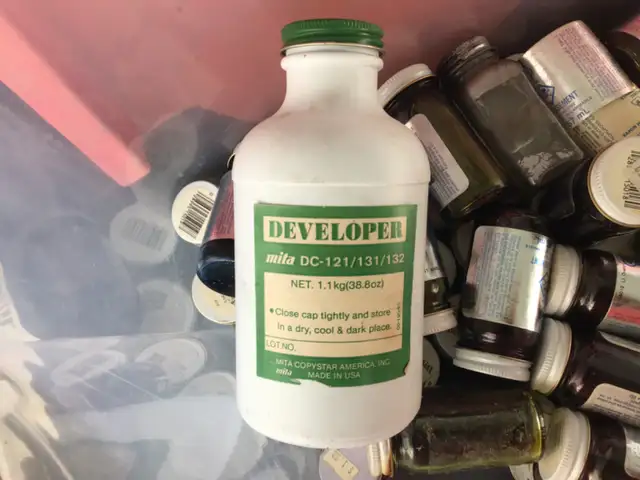 DEVELOPER
mita DC-121/131/132
NET. 1.1kg(38.8oz)
•Close cap tightly and store
in a dry, cool & dark place.
LOT.NO.
MITA COPYSTAR AMERICA. INC.
mita MADE IN USA